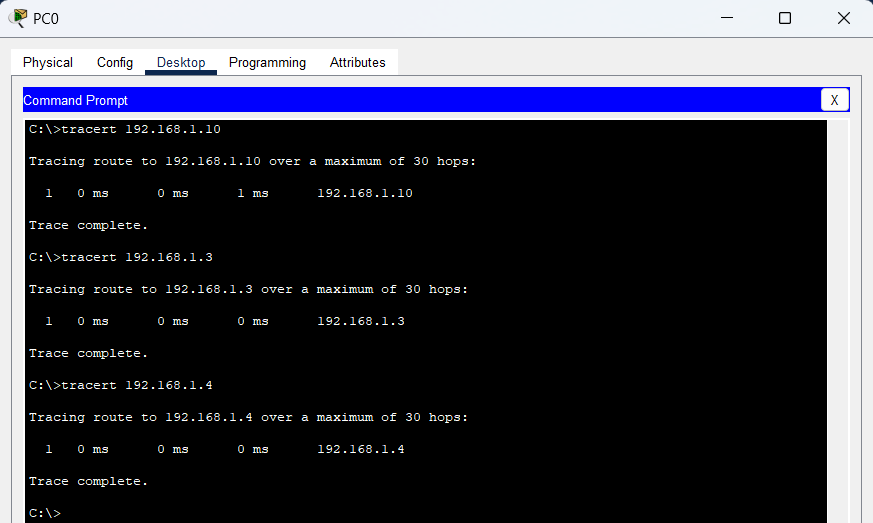 PC0
Physical Config Desktop Programming Attributes
Command Prompt X
C:\>tracert 192.168.1.10
Tracing route to 192.168.1.10 over a maximum of 30 hops:
1 0 ms 0 ms 1 ms 192.168.1.10
Trace complete.
C:\>tracert 192.168.1.3
Tracing route to 192.168.1.3 over a maximum of 30 hops:
1 0 ms 0 ms 0 ms 192.168.1.3
Trace complete.
C:\>tracert 192.168.1.4
Tracing route to 192.168.1.4 over a maximum of 30 hops:
1 0 ms 0 ms 0 ms 192.168.1.4
Trace complete.
C:\>